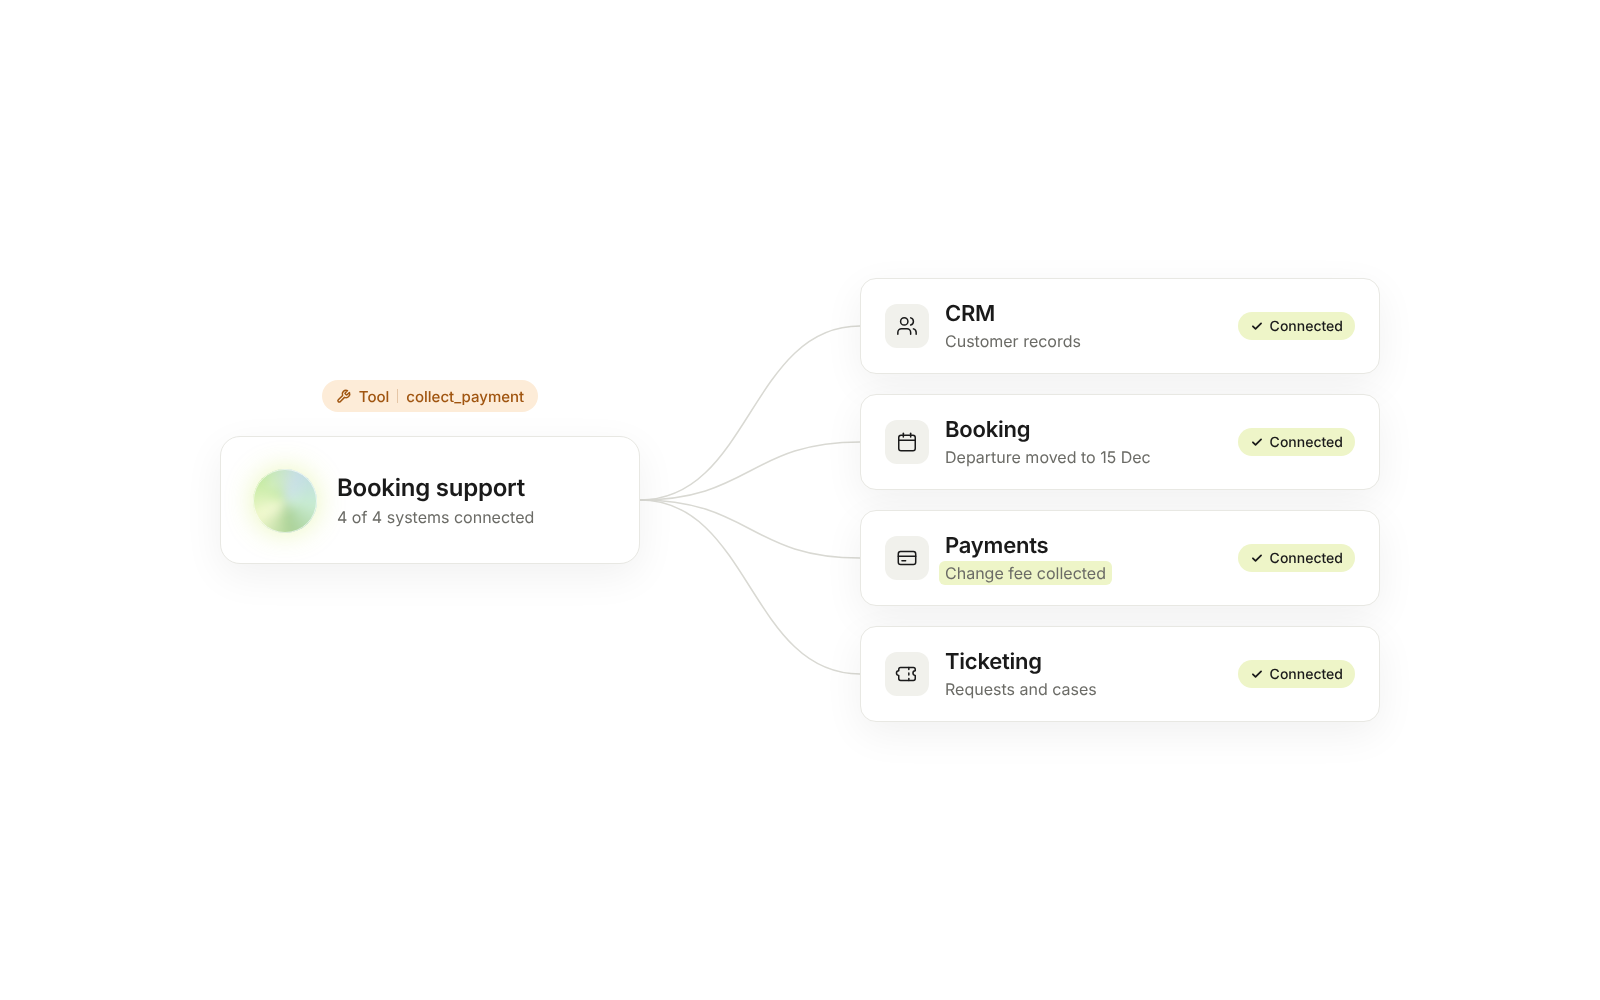 Tool collect_payment
Booking support
4 of 4 systems connected
CRM
Customer records
Connected
Booking
Departure moved to 15 Dec
Connected
Payments
Change fee collected
Connected
Ticketing
Requests and cases
Connected